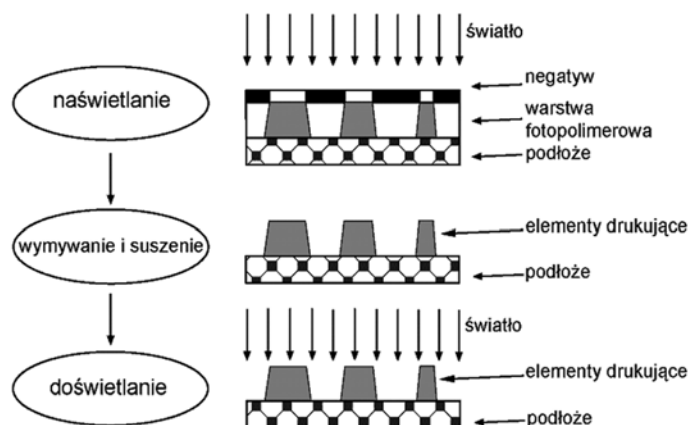 światło
negatyw
naświetlanie
warstwa
fotopolimerowa
podłoże
wymywanie i suszenie
elementy drukujące
podłoże
światło
doświetlanie
elementy drukujące
podłoże